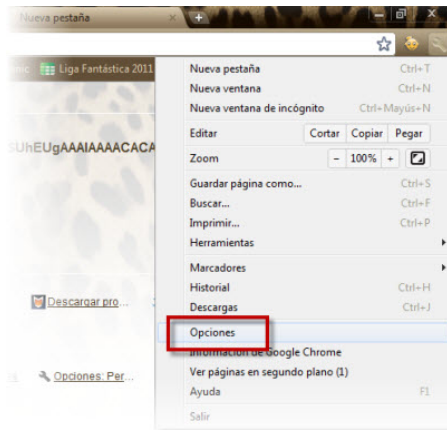 Nueva pestaña
Liga Fantástica 2011
Nueva pestaña Ctrl+T
Nueva ventana Ctrl+N
Nueva ventana de incógnito Ctrl+Mayús+N
Editar Cortar Copiar Pegar
Zoom - 100% +
Guardar página como... Ctrl+S
Buscar... Ctrl+F
Imprimir... Ctrl+P
Herramientas
Marcadores
Historial Ctrl+H
Descargas Ctrl+J
Opciones
Información de Google Chrome
Ver páginas en segundo plano (1)
Ayuda F1
Salir
Descargar pro...
Opciones: Per...